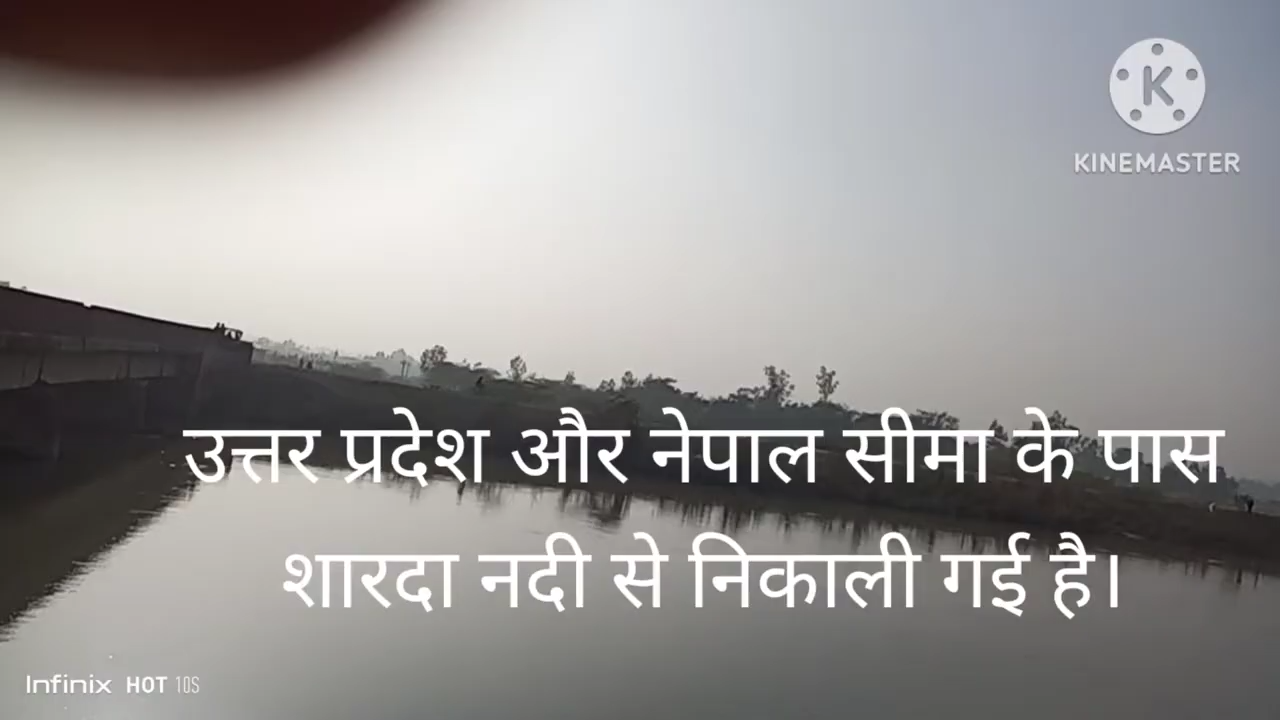 K
KINEMASTER
उत्तर प्रदेश और नेपाल सीमा के पास
शारदा नदी से निकाली गई है।
Infinix HOT 10S